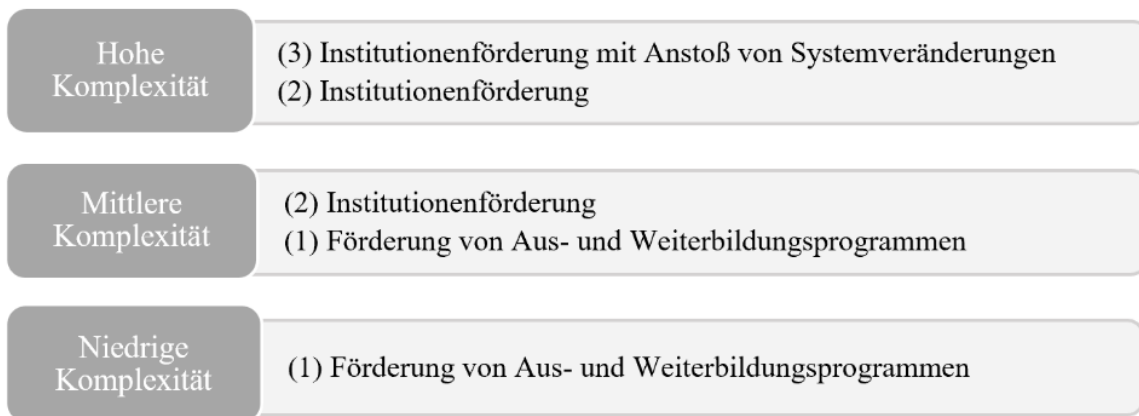 Hohe
Komplexität
(3) Institutionenförderung mit Anstoß von Systemveränderungen
(2) Institutionenförderung
Mittlere
Komplexität
(2) Institutionenförderung
(1) Förderung von Aus- und Weiterbildungsprogrammen
Niedrige
Komplexität
(1) Förderung von Aus- und Weiterbildungsprogrammen